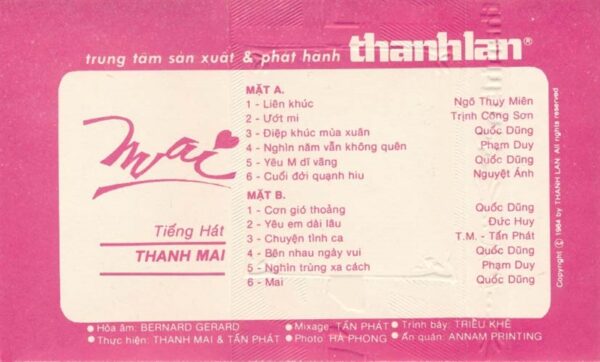 trung tâm sản xuất & phát hành thanhlan®
MẶT A.
1 - Liên khúc Ngô Thụy Miên
2 - Ướt mi Trịnh Công Sơn
3 - Điệp khúc mùa xuân Quốc Dũng
4 - Nghìn năm vẫn không quên Phạm Duy
5 - Yêu M dĩ vãng Quốc Dũng
6 - Cuối đời quạnh hiu Nguyệt Ánh
Mai
Tiếng Hát
THANH MAI
MẶT B.
1 - Cơn gió thoảng Quốc Dũng
2 - Yêu em dài lâu Đức Huy
3 - Chuyện tình ca T.M. - Tấn Phát
4 - Bên nhau ngày vui Quốc Dũng
5 - Nghìn trùng xa cách Phạm Duy
6 - Mai Quốc Dũng
Copyright © 1984 by THANH LAN. All rights reserved
● Hòa âm: BERNARD GERARD ● Mixage: TẤN PHÁT ● Trình bày: TRIỀU KHÊ
● Thực hiện: THANH MAI & TẤN PHÁT ● Photo: HÀ PHONG ● Ấn quán: ANNAM PRINTING